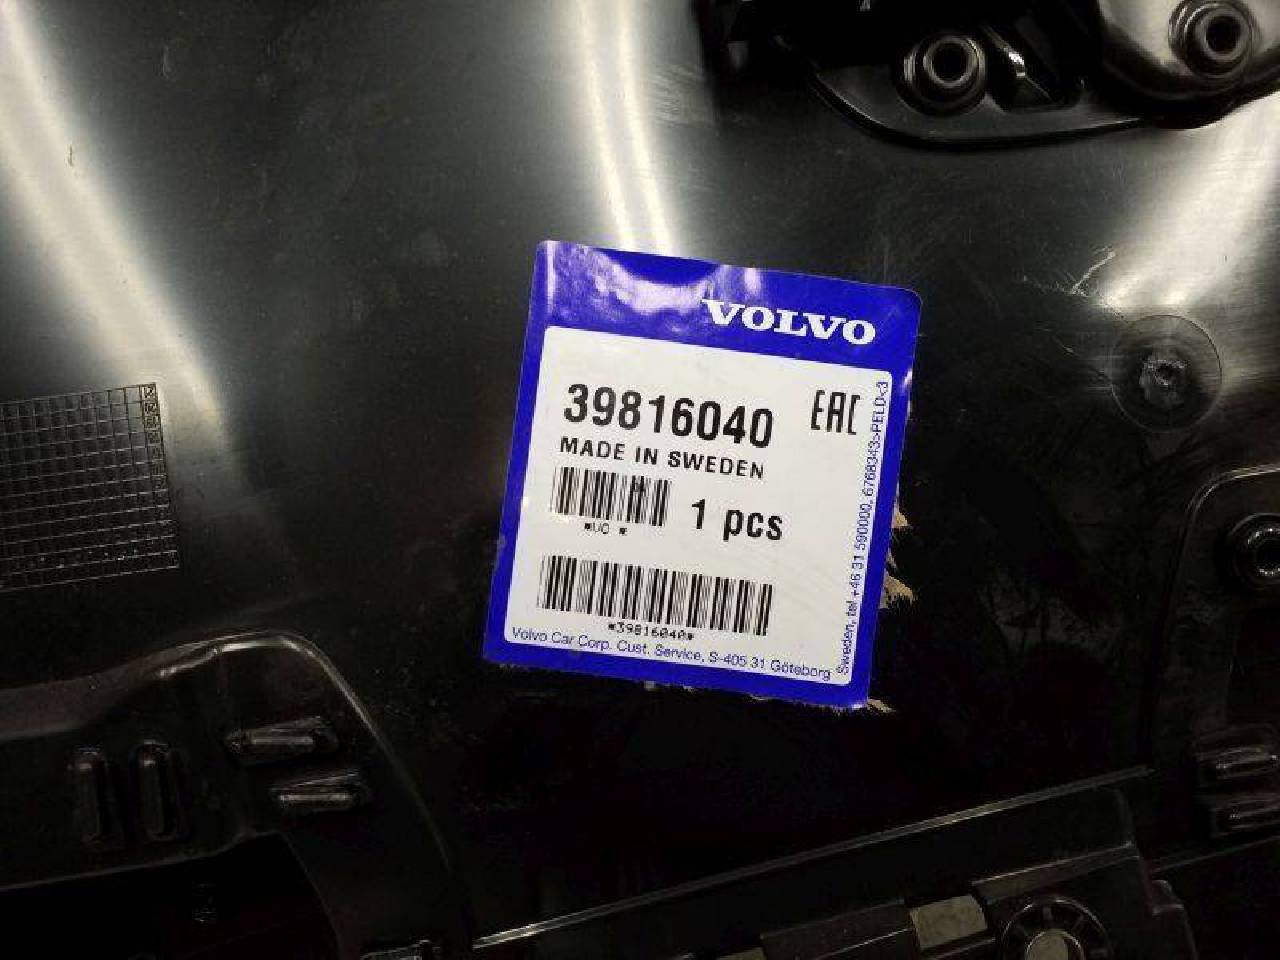 VOLVO
39816040
EAC
MADE IN SWEDEN
1 pcs
*UC *
*39816040*
Volvo Car Corp. Cust. Service, S-405 31 Göteborg
Sweden, tel +46 31 590000, 6768343>PELD<3